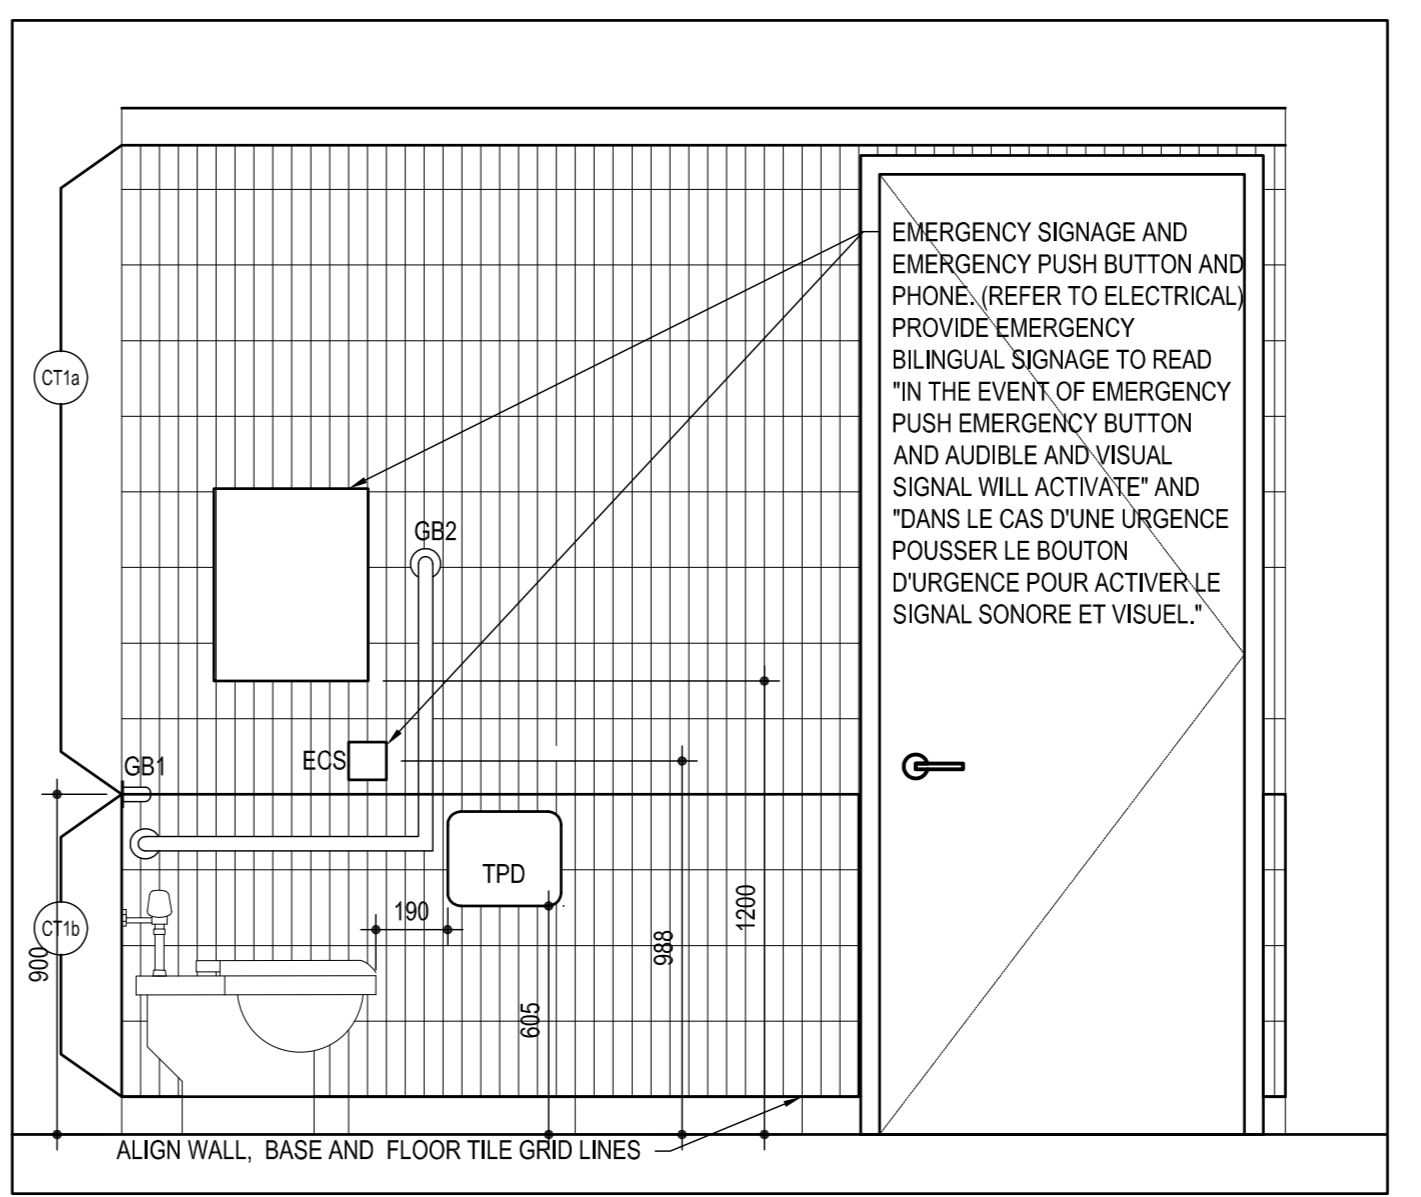 EMERGENCY SIGNAGE AND
EMERGENCY PUSH BUTTON AND
PHONE. (REFER TO ELECTRICAL)
PROVIDE EMERGENCY
BILINGUAL SIGNAGE TO READ
"IN THE EVENT OF EMERGENCY
PUSH EMERGENCY BUTTON
AND AUDIBLE AND VISUAL
SIGNAL WILL ACTIVATE" AND
"DANS LE CAS D'UNE URGENCE
POUSSER LE BOUTON
D'URGENCE POUR ACTIVER LE
SIGNAL SONORE ET VISUEL."
CT1a
GB2
ECS
GB1
TPD
190
1200
CT1b
988
900
605
ALIGN WALL, BASE AND FLOOR TILE GRID LINES